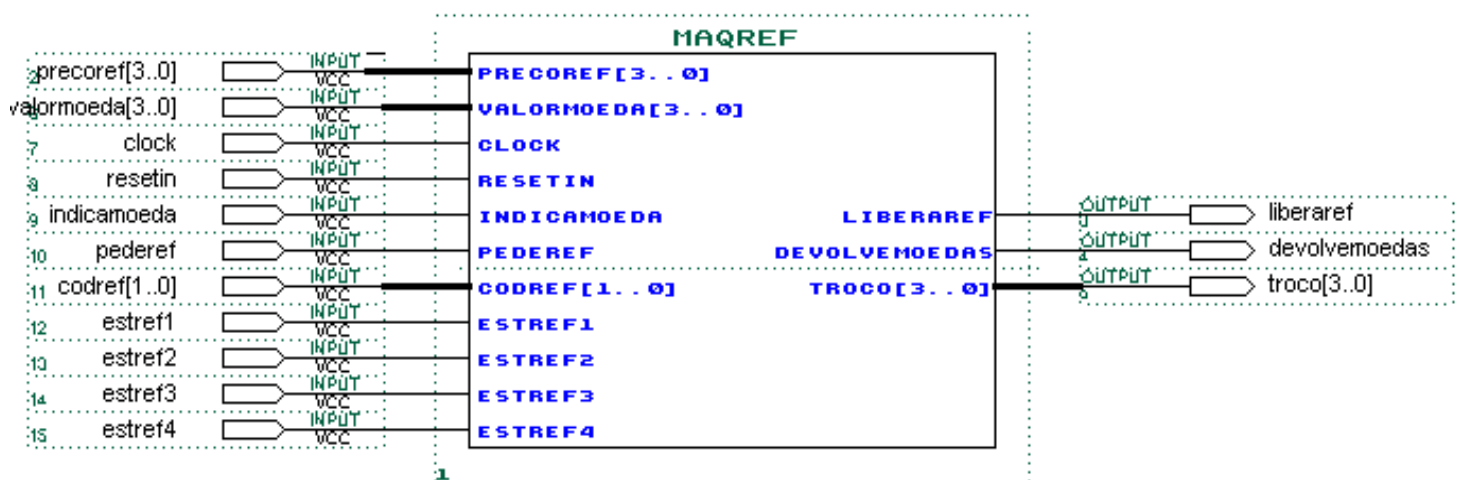 MAQREF
2 precoref[3..0] INPUT VCC PRECOREF[3..0]
valormoeda[3..0] INPUT VCC VALORMOEDA[3..0]
7 clock INPUT VCC CLOCK
8 resetin INPUT VCC RESETIN
9 indicamoeda INPUT VCC INDICAMOEDA LIBERAREF OUTPUT liberaref
10 pederef INPUT VCC PEDEREF DEVOLVEMOEDAS OUTPUT 4 devolvemoedas
11 codref[1..0] INPUT VCC CODREF[1..0] TROCO[3..0] OUTPUT troco[3..0]
12 estref1 INPUT VCC ESTREF1
13 estref2 INPUT VCC ESTREF2
14 estref3 INPUT VCC ESTREF3
15 estref4 INPUT VCC ESTREF4
1